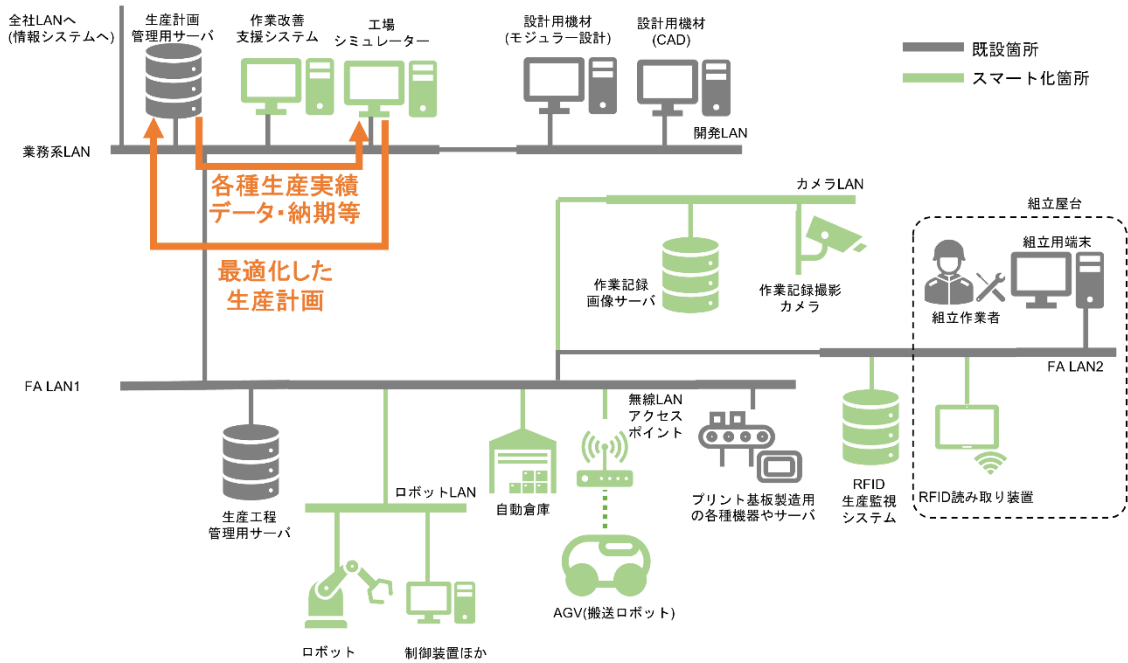 全社LANへ
(情報システムへ)
生産計画
管理用サーバ
作業改善
支援システム
工場
シミュレーター
設計用機材
(モジュラー設計)
設計用機材
(CAD)
既設箇所
スマート化箇所
開発LAN
業務系LAN
各種生産実績
データ・納期等
最適化した
生産計画
カメラLAN
作業記録
画像サーバ
作業記録撮影
カメラ
組立屋台
組立用端末
組立作業者
FA LAN2
FA LAN1
無線LAN
アクセス
ポイント
生産工程
管理用サーバ
ロボットLAN
自動倉庫
プリント基板製造用
の各種機器やサーバ
RFID
生産監視
システム
RFID読み取り装置
AGV(搬送ロボット)
ロボット
制御装置ほか